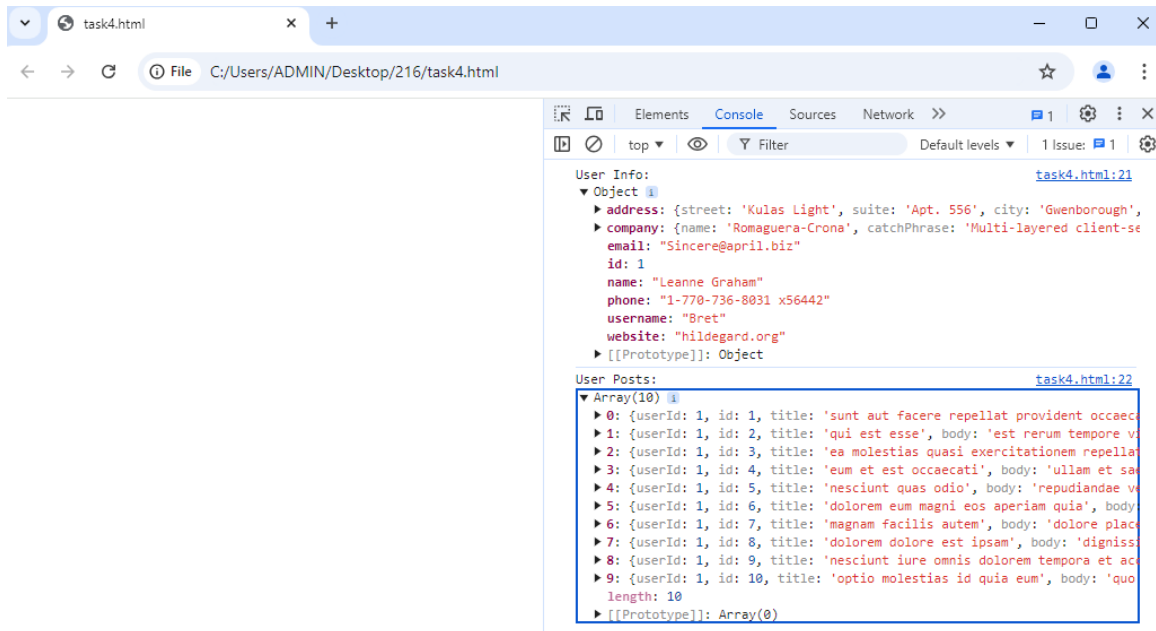 task4.html
File C:/Users/ADMIN/Desktop/216/task4.html
Elements Console Sources Network 1
top Filter Default levels 1 Issue: 1
User Info: task4.html:21
Object i
address: {street: 'Kulas Light', suite: 'Apt. 556', city: 'Gwenborough',
company: {name: 'Romaguera-Crona', catchPhrase: 'Multi-layered client-se
email: "Sincere@april.biz"
id: 1
name: "Leanne Graham"
phone: "1-770-736-8031 x56442"
username: "Bret"
website: "hildegard.org"
[[Prototype]]: Object
User Posts: task4.html:22
Array(10) i
0: {userId: 1, id: 1, title: 'sunt aut facere repellat provident occaeca
1: {userId: 1, id: 2, title: 'qui est esse', body: 'est rerum tempore vi
2: {userId: 1, id: 3, title: 'ea molestias quasi exercitationem repellat
3: {userId: 1, id: 4, title: 'eum et est occaecati', body: 'ullam et sae
4: {userId: 1, id: 5, title: 'nesciunt quas odio', body: 'repudiandae ve
5: {userId: 1, id: 6, title: 'dolorem eum magni eos aperiam quia', body:
6: {userId: 1, id: 7, title: 'magnam facilis autem', body: 'dolore place
7: {userId: 1, id: 8, title: 'dolorem dolore est ipsam', body: 'dignissi
8: {userId: 1, id: 9, title: 'nesciunt iure omnis dolorem tempora et acc
9: {userId: 1, id: 10, title: 'optio molestias id quia eum', body: 'quo
length: 10
[[Prototype]]: Array(0)